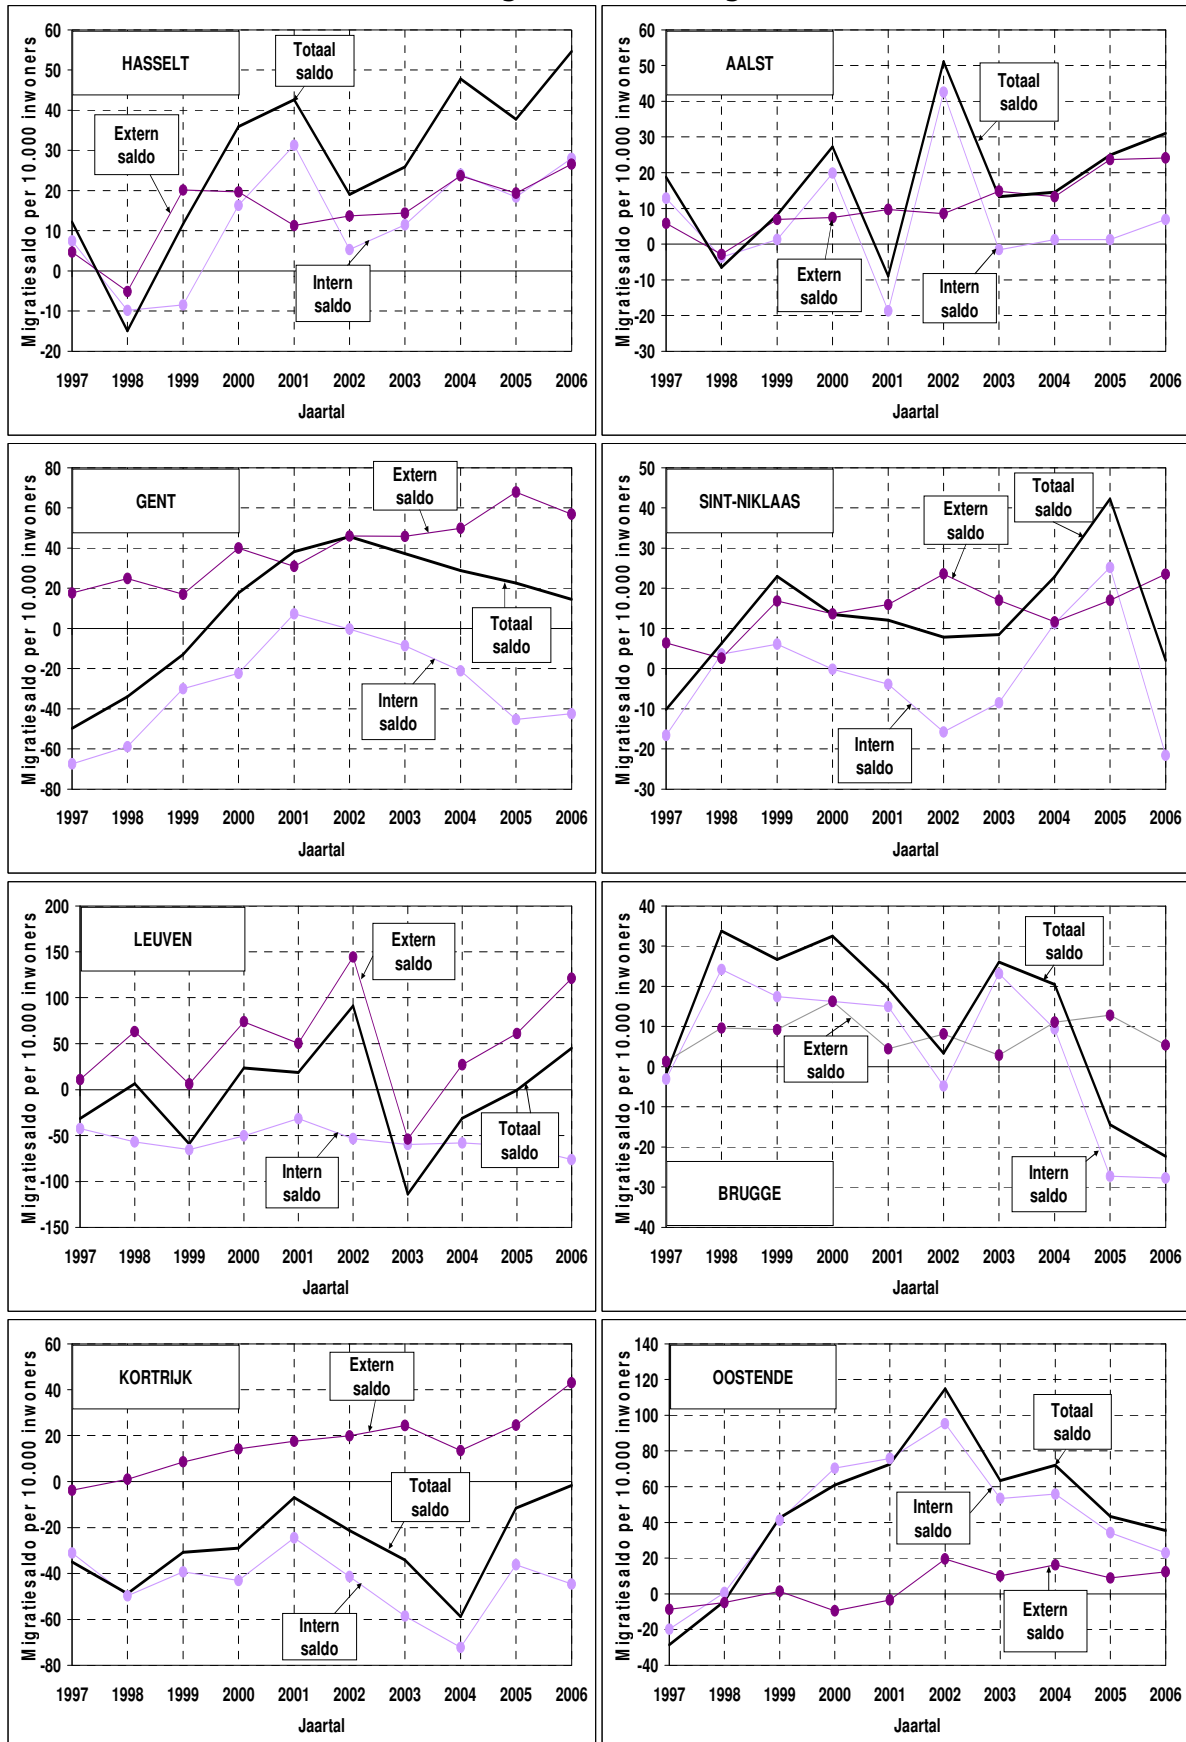 HASSELT
Totaal
saldo
Extern
saldo
Intern
saldo
Migratiesaldo per 10.000 inwoners
60
50
40
30
20
10
0
-10
-20
1997 1998 1999 2000 2001 2002 2003 2004 2005 2006
Jaartal
AALST
Totaal
saldo
Extern
saldo
Intern
saldo
Migratiesaldo per 10.000 inwoners
60
50
40
30
20
10
0
-10
-20
-30
1997 1998 1999 2000 2001 2002 2003 2004 2005 2006
Jaartal
GENT
Extern
saldo
Totaal
saldo
Intern
saldo
Migratiesaldo per 10.000 inwoners
80
60
40
20
0
-20
-40
-60
-80
1997 1998 1999 2000 2001 2002 2003 2004 2005 2006
Jaartal
SINT-NIKLAAS
Totaal
saldo
Extern
saldo
Intern
saldo
Migratiesaldo per 10.000 inwoners
50
40
30
20
10
0
-10
-20
-30
1997 1998 1999 2000 2001 2002 2003 2004 2005 2006
Jaartal
LEUVEN
Extern
saldo
Totaal
saldo
Intern
saldo
Migratiesaldo per 10.000 inwoners
200
150
100
50
0
-50
-100
-150
1997 1998 1999 2000 2001 2002 2003 2004 2005 2006
Jaartal
Totaal
saldo
Extern
saldo
Intern
saldo
BRUGGE
Migratiesaldo per 10.000 inwoners
40
30
20
10
0
-10
-20
-30
-40
1997 1998 1999 2000 2001 2002 2003 2004 2005 2006
Jaartal
KORTRIJK
Extern
saldo
Totaal
saldo
Intern
saldo
Migratiesaldo per 10.000 inwoners
60
40
20
0
-20
-40
-60
-80
1997 1998 1999 2000 2001 2002 2003 2004 2005 2006
Jaartal
OOSTENDE
Totaal
saldo
Intern
saldo
Extern
saldo
Migratiesaldo per 10.000 inwoners
140
120
100
80
60
40
20
0
-20
-40
1997 1998 1999 2000 2001 2002 2003 2004 2005 2006
Jaartal